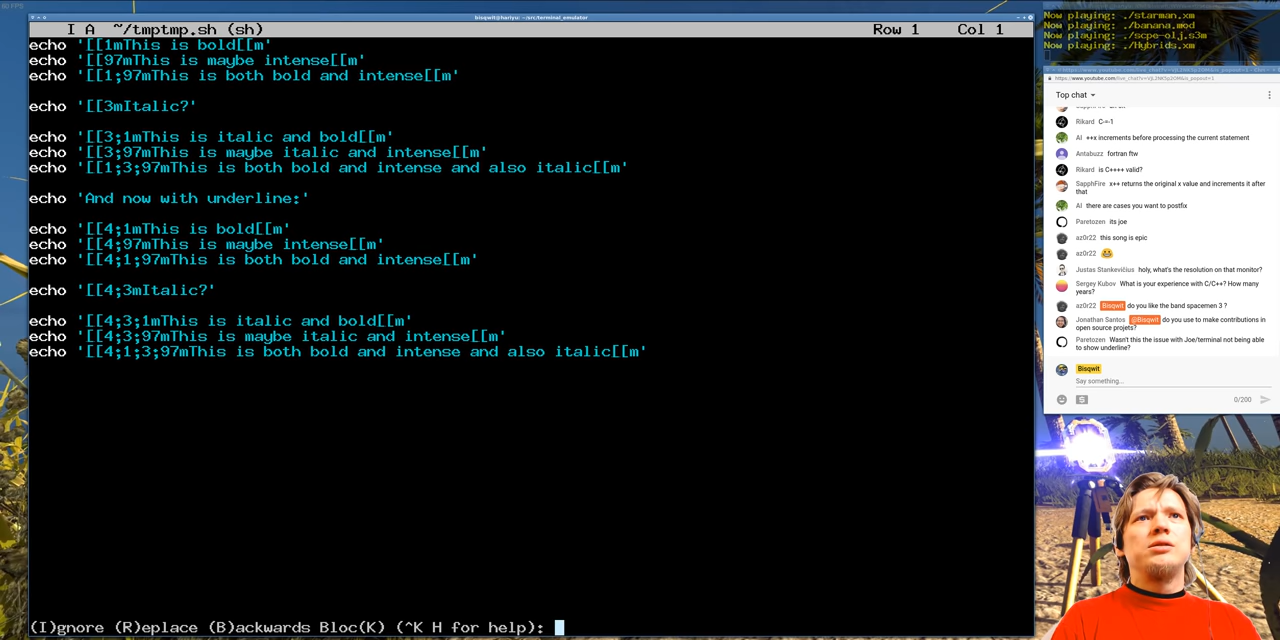 60 FPS
bisqwit@hariyu: ~/src/terminal_emulator
I A ~/tmptmp.sh (sh) Row 1 Col 1
echo '[[1mThis is bold[[m'
echo '[[97mThis is maybe intense[[m'
echo '[[1;97mThis is both bold and intense[[m'
echo '[[3mItalic?'
echo '[[3;1mThis is italic and bold[[m'
echo '[[3;97mThis is maybe italic and intense[[m'
echo '[[1;3;97mThis is both bold and intense and also italic[[m'
echo 'And now with underline:'
echo '[[4;1mThis is bold[[m'
echo '[[4;97mThis is maybe intense[[m'
echo '[[4;1;97mThis is both bold and intense[[m'
echo '[[4;3mItalic?'
echo '[[4;3;1mThis is italic and bold[[m'
echo '[[4;3;97mThis is maybe italic and intense[[m'
echo '[[4;1;3;97mThis is both bold and intense and also italic[[m'
(I)gnore (R)eplace (B)ackwards Bloc(K) (^K H for help):
Now playing: ./starman.xm
Now playing: ./banana.mod
Now playing: ./scpe-olj.s3m
Now playing: ./Hybrids.xm
Top chat
Rikard C-=-1
Al ++x increments before processing the current statement
Antabuzz fortran ftw
Rikard is C++++ valid?
SapphFire x++ returns the original x value and increments it after
that
Al there are cases you want to postfix
Paretozen its joe
az0r22 this song is epic
az0r22
Justas Stankevičius holy, what's the resolution on that monitor?
Sergey Kubov What is your experience with C/C++? How many
years?
az0r22 Bisqwit do you like the band spacemen 3 ?
Jonathan Santos @Bisqwit do you use to make contributions in
open source projets?
Paretozen Wasn't this the issue with Joe/terminal not being able
to show underline?
Bisqwit
Say something...
0/200